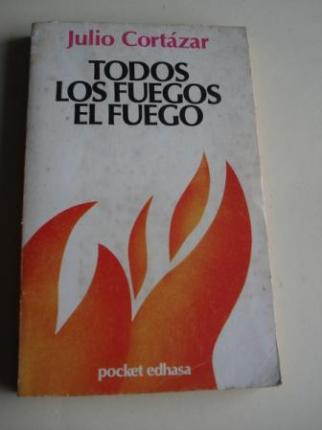 Julio Cortázar
TODOS
LOS FUEGOS
EL FUEGO
pocket edhasa